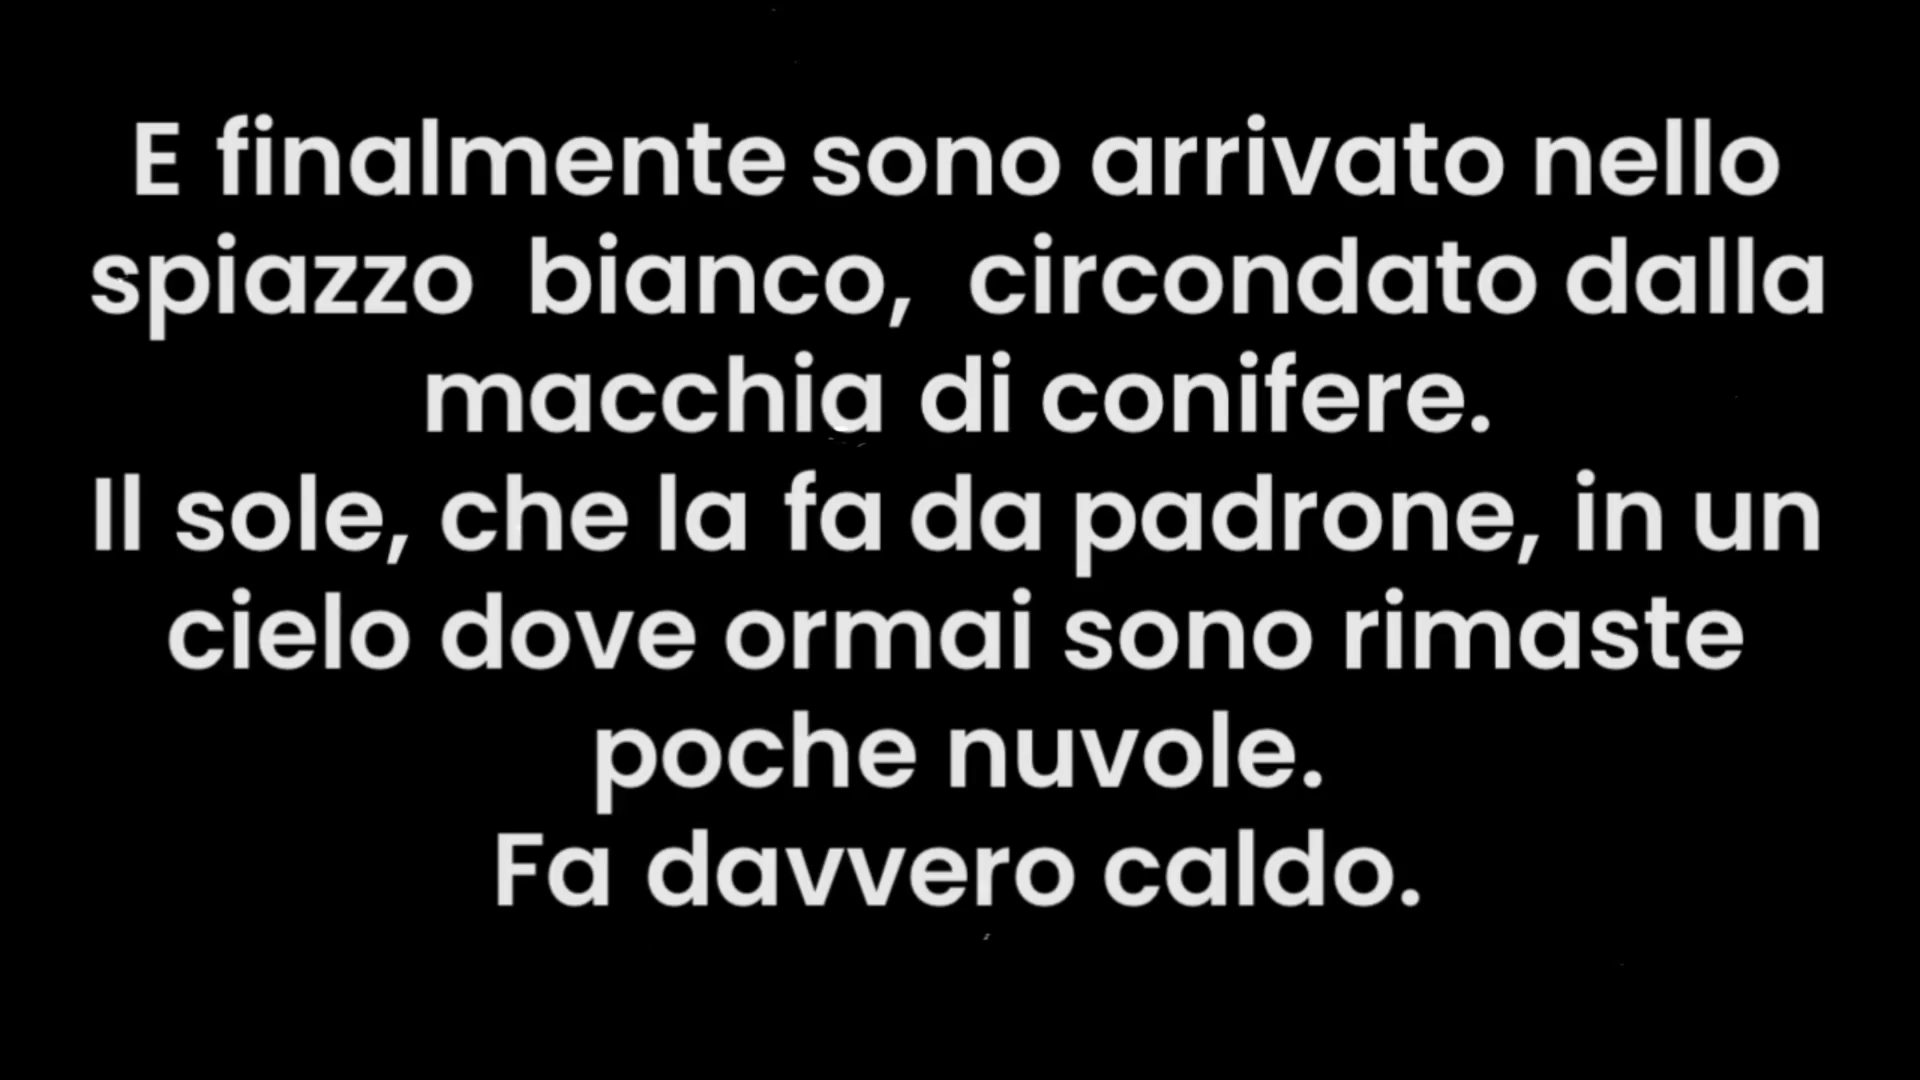 E finalmente sono arrivato nello
spiazzo bianco, circondato dalla
macchia di conifere.
Il sole, che la fa da padrone, in un
cielo dove ormai sono rimaste
poche nuvole.
Fa davvero caldo.